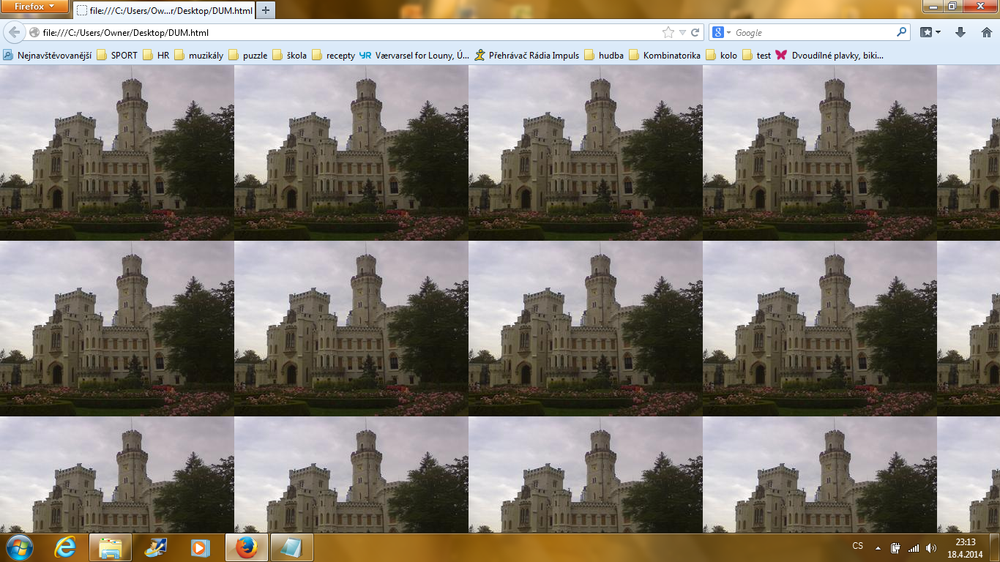 Firefox
file:///C:/Users/Ow...r/Desktop/DUM.html
file:///C:/Users/Owner/Desktop/DUM.html
Google
Nejnavštěvovanější SPORT HR muzikály puzzle škola recepty Værvarsel for Louny, Ú... Přehrávač Rádia Impuls hudba Kombinatorika kolo test Dvoudílné plavky, biki...
CS
23:13
18.4.2014